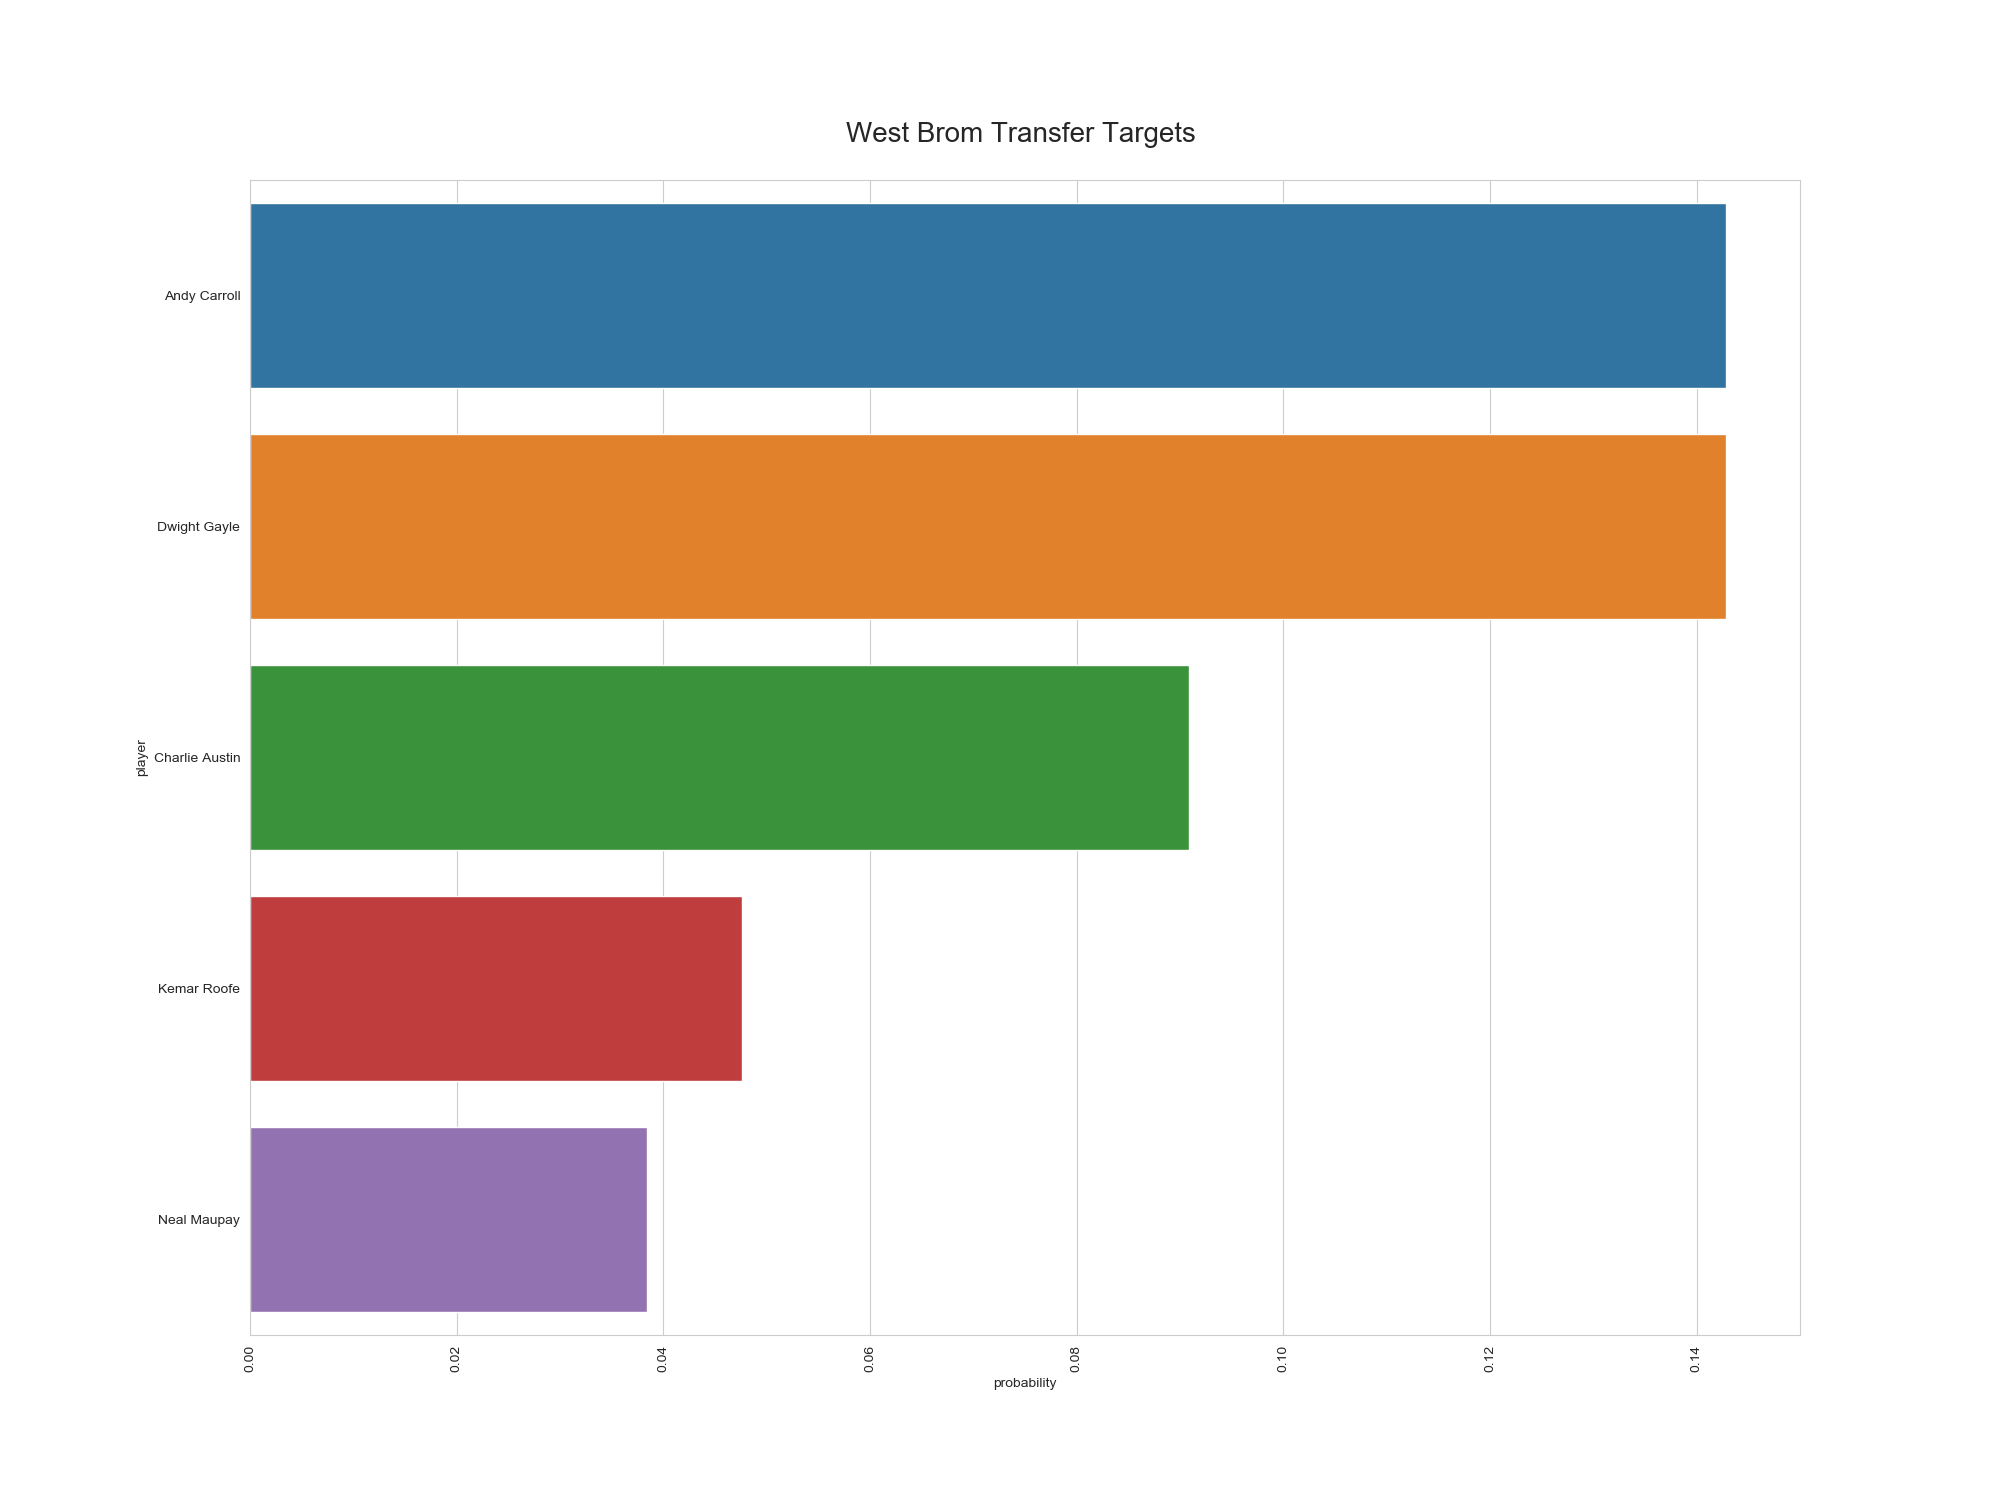 West Brom Transfer Targets
Andy Carroll
Dwight Gayle
Charlie Austin
Kemar Roofe
Neal Maupay
player
0.00
0.02
0.04
0.06
0.08
0.10
0.12
0.14
probability